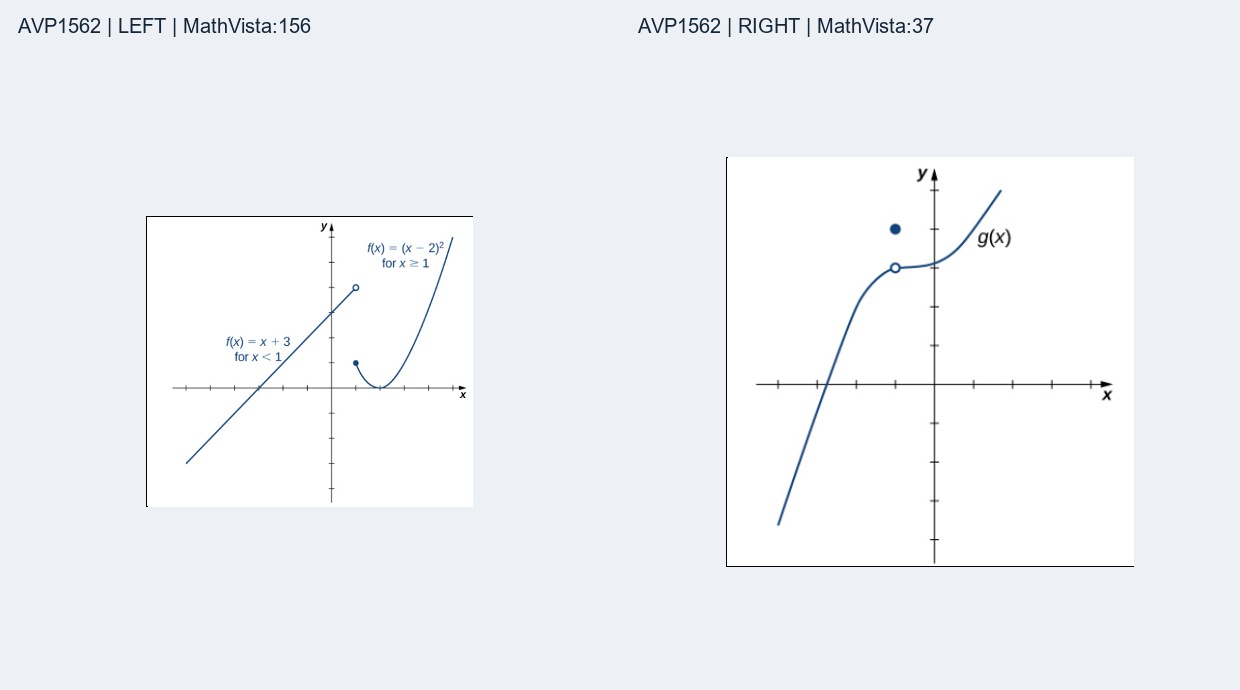 AVP1562 | LEFT | MathVista:156
y
f(x) = (x − 2)²
for x ≥ 1
f(x) = x + 3
for x < 1
x
AVP1562 | RIGHT | MathVista:37
y
g(x)
x